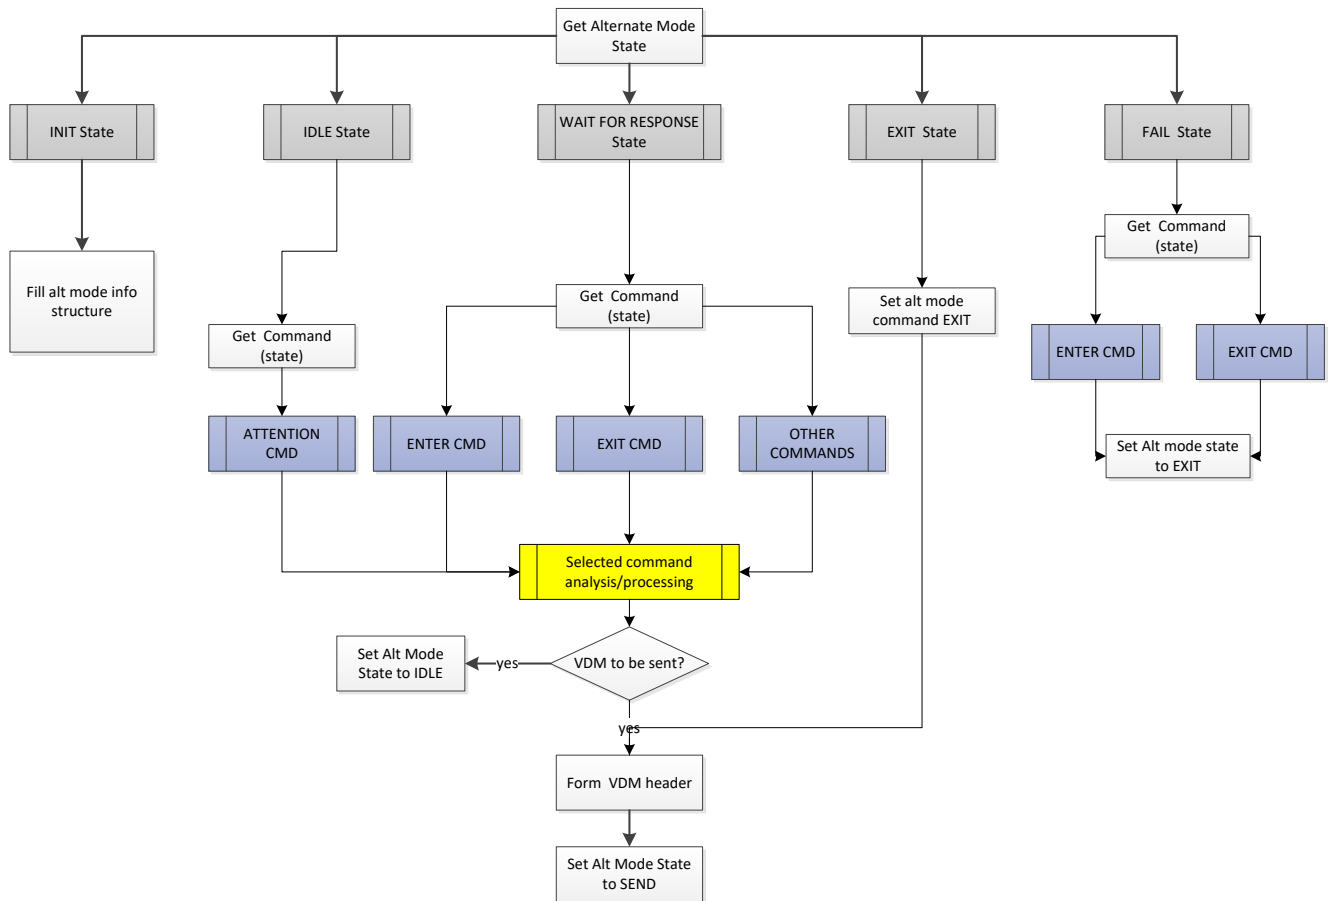 Get Alternate Mode
State
INIT State
IDLE State
WAIT FOR RESPONSE
State
EXIT State
FAIL State
Get Command
(state)
Fill alt mode info
structure
Get Command
(state)
Set alt mode
command EXIT
Get Command
(state)
ENTER CMD
EXIT CMD
ATTENTION
CMD
ENTER CMD
EXIT CMD
OTHER
COMMANDS
Set Alt mode state
to EXIT
Selected command
analysis/processing
Set Alt Mode
State to IDLE
yes
VDM to be sent?
yes
Form VDM header
Set Alt Mode State
to SEND